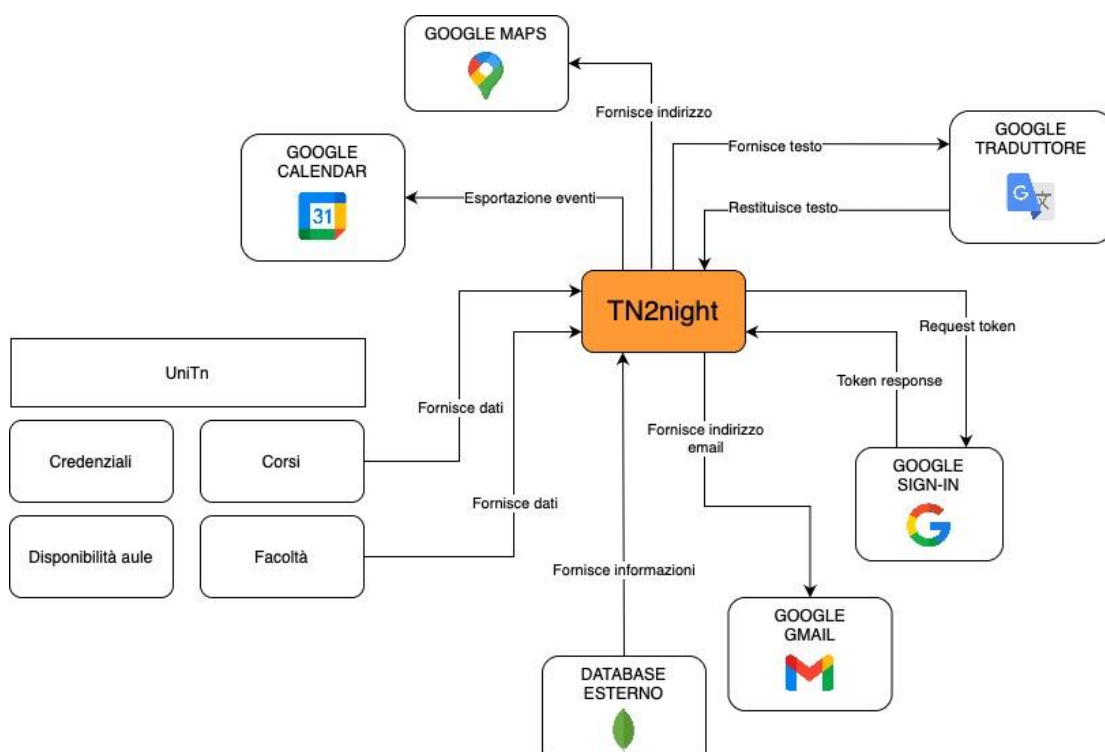 GOOGLE MAPS
Fornisce indirizzo
GOOGLE
TRADUTTORE
Fornisce testo
GOOGLE
CALENDAR
31
Esportazione eventi
Restituisce testo
G
文
TN2night
Request token
UniTn
Token response
Fornisce dati
Credenziali
Corsi
Fornisce indirizzo
email
GOOGLE
SIGN-IN
G
Fornisce dati
Disponibilità aule
Facoltà
Fornisce informazioni
GOOGLE
GMAIL
DATABASE
ESTERNO